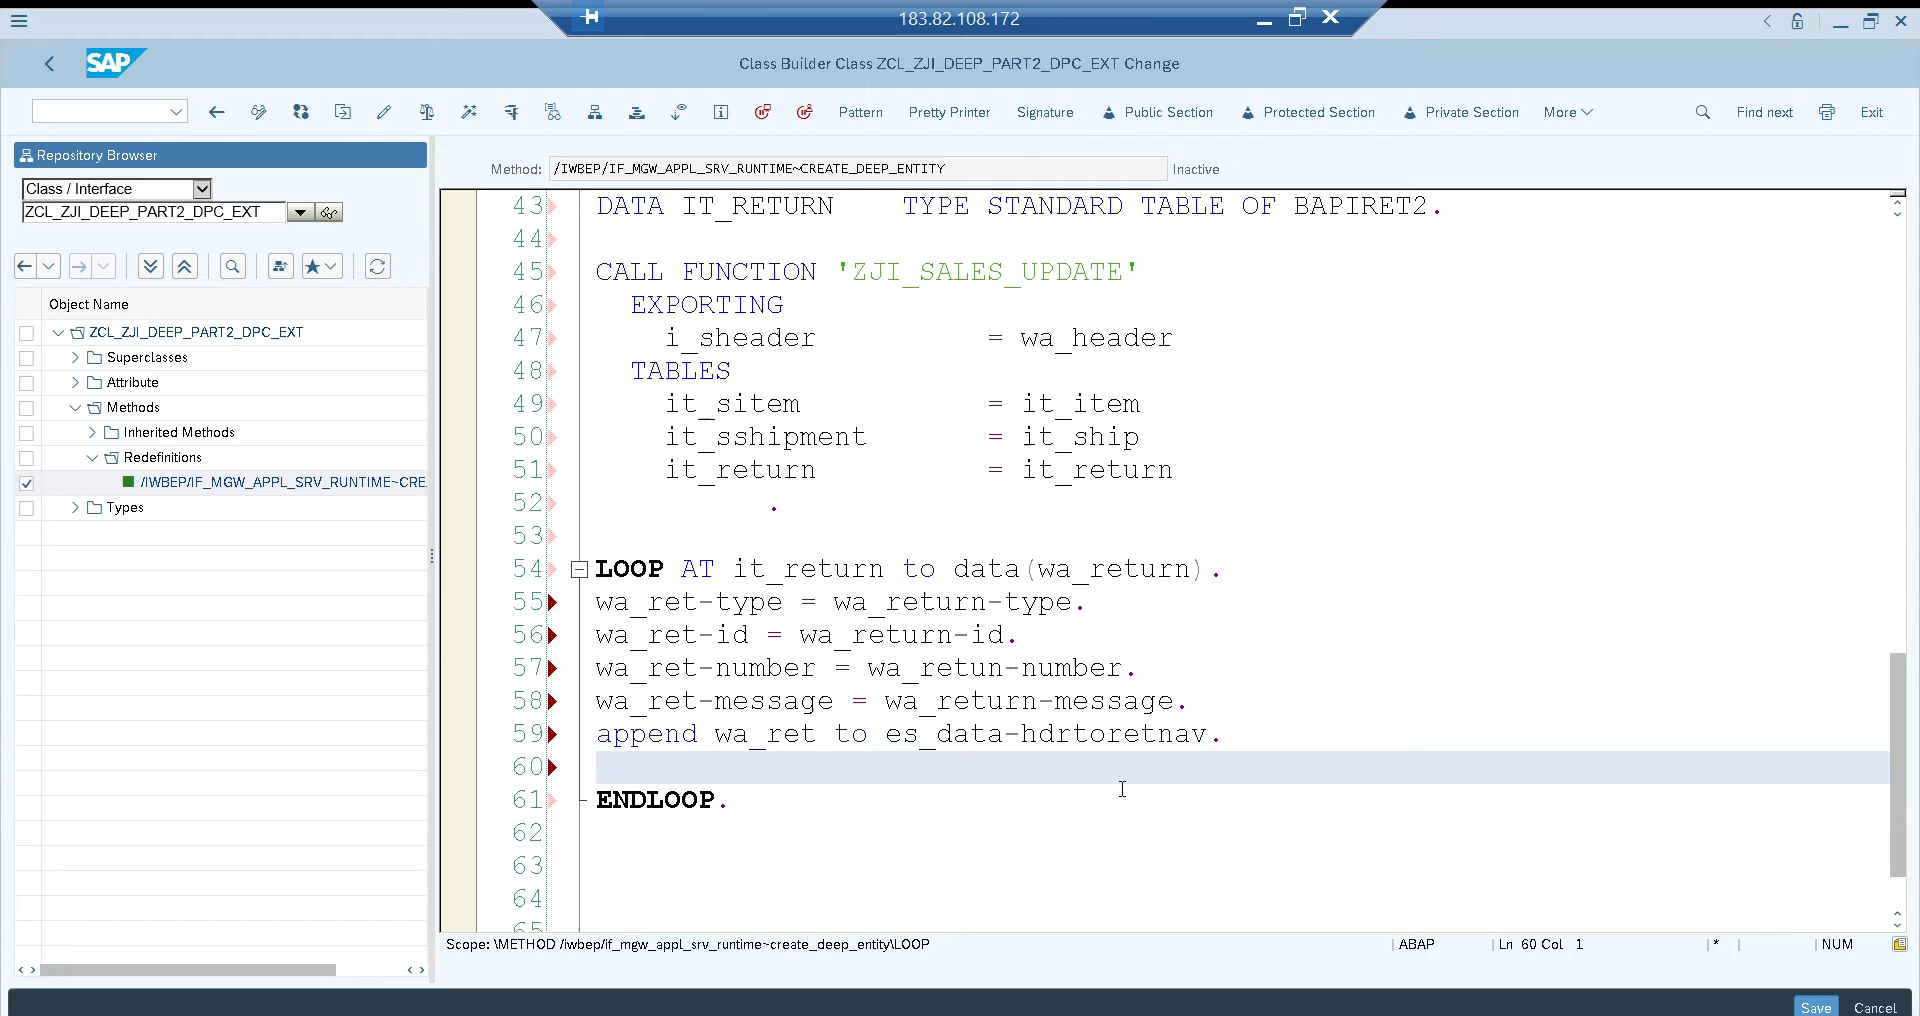 183.82.108.172
SAP
Class Builder Class ZCL_ZJI_DEEP_PART2_DPC_EXT Change
Pattern
Pretty Printer
Signature
Public Section
Protected Section
Private Section
More
Find next
Exit
Repository Browser
Class / Interface
ZCL_ZJI_DEEP_PART2_DPC_EXT
Object Name
ZCL_ZJI_DEEP_PART2_DPC_EXT
Superclasses
Attribute
Methods
Inherited Methods
Redefinitions
/IWBEP/IF_MGW_APPL_SRV_RUNTIME~CRE
Types
Method: /IWBEP/IF_MGW_APPL_SRV_RUNTIME~CREATE_DEEP_ENTITY Inactive
43 DATA IT_RETURN TYPE STANDARD TABLE OF BAPIRET2.
44
45 CALL FUNCTION 'ZJI_SALES_UPDATE'
46 EXPORTING
47 i_sheader = wa_header
48 TABLES
49 it_sitem = it_item
50 it_sshipment = it_ship
51 it_return = it_return
52 .
53
54 LOOP AT it_return to data(wa_return).
55 wa_ret-type = wa_return-type.
56 wa_ret-id = wa_return-id.
57 wa_ret-number = wa_retun-number.
58 wa_ret-message = wa_return-message.
59 append wa_ret to es_data-hdrtoretnav.
60
61 ENDLOOP.
62
63
64
65
Scope: \METHOD /iwbep/if_mgw_appl_srv_runtime~create_deep_entity\LOOP
ABAP
Ln 60 Col 1
*
NUM
Save
Cancel